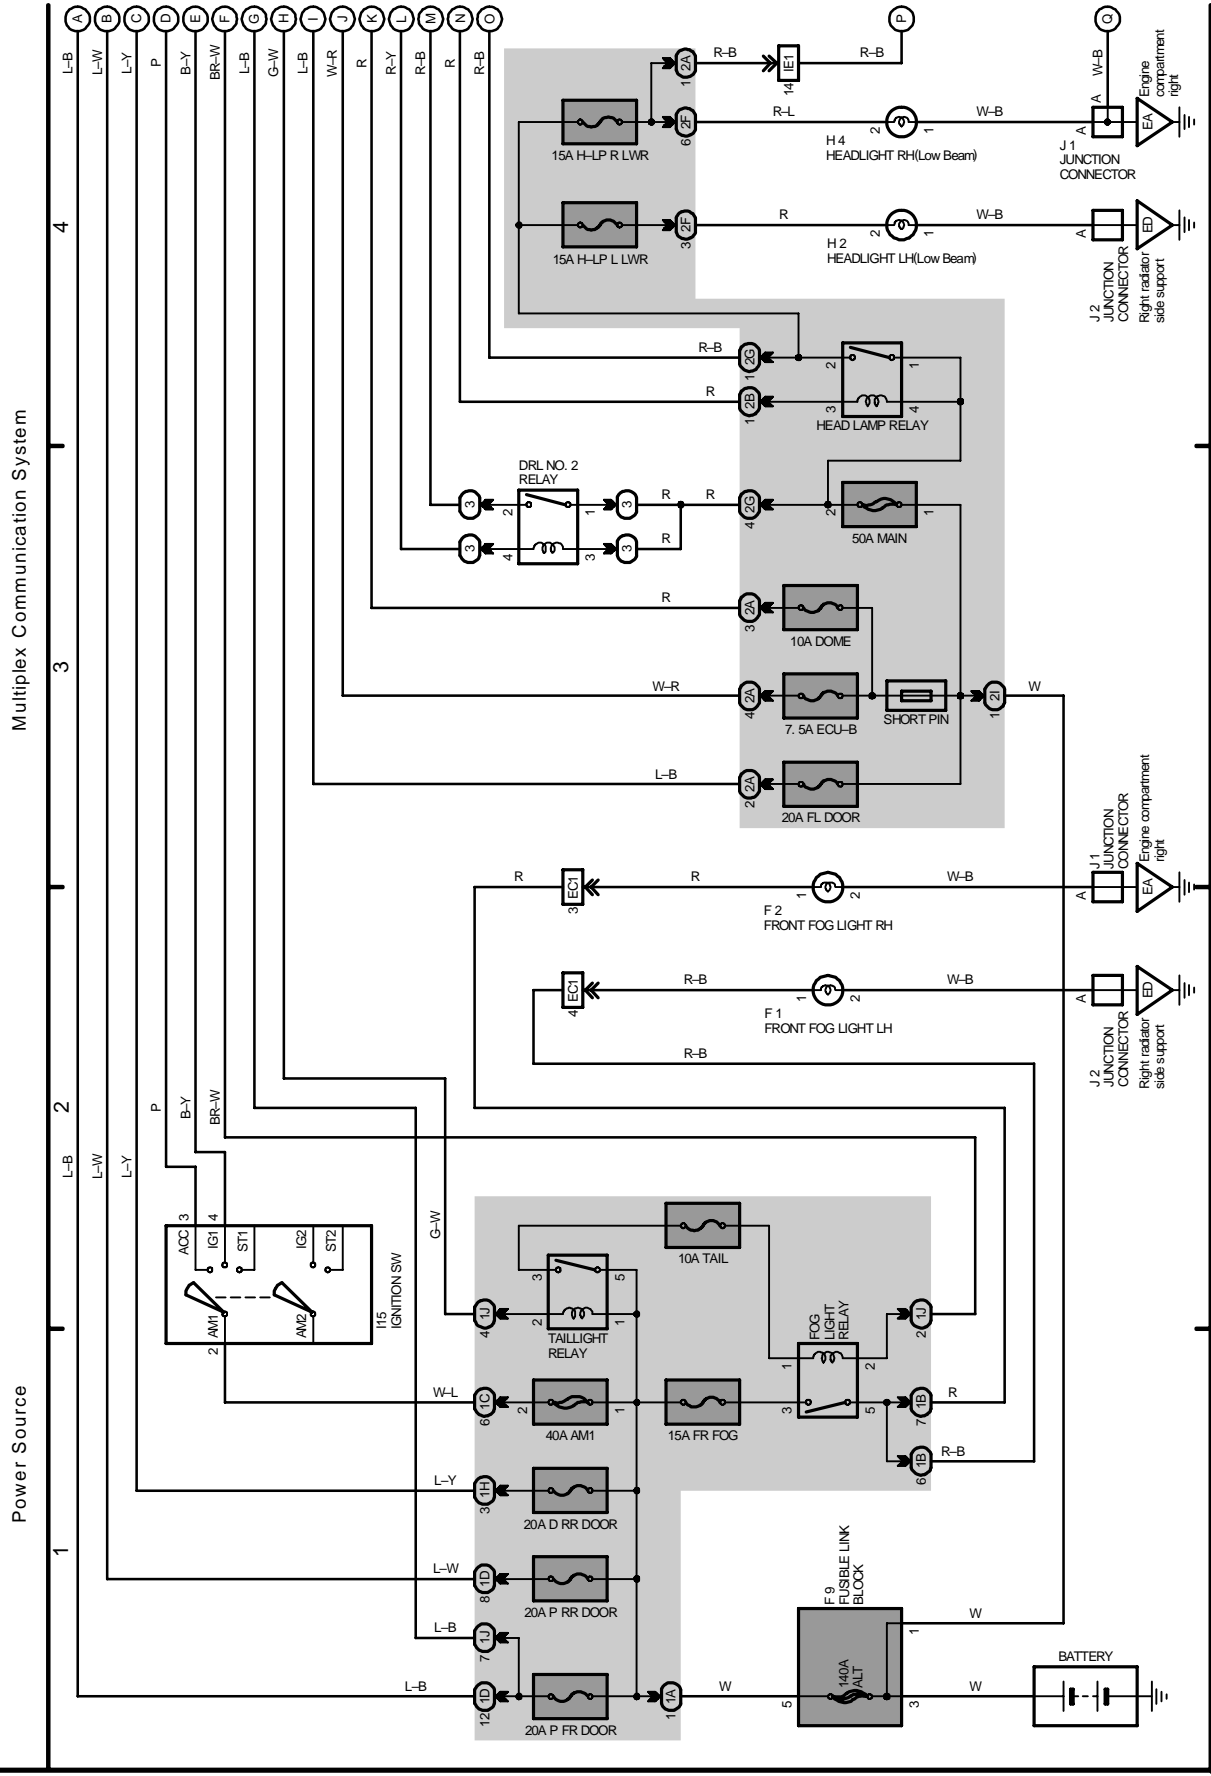 Multiplex Communication System
Power Source
1
2
3
4
A
B
C
D
E
F
G
H
I
J
K
L
M
N
O
P
Q
L–B
L–W
L–Y
P
B–Y
BR–W
L–B
G–W
L–B
W–R
R
R–Y
R–B
R
R–B
2A
1
R–B
IE1
14
R–B
W–B
15A H–LP R LWR
2F
6
R–L
2
1
H 4
HEADLIGHT RH(Low Beam)
W–B
A
A
J 1
JUNCTION
CONNECTOR
EA
Engine
compartment
right
15A H–LP L LWR
2F
3
R
2
1
H 2
HEADLIGHT LH(Low Beam)
W–B
A
J 2
JUNCTION
CONNECTOR
ED
Right radiator
side support
R–B
2G
1
2
1
R
2B
1
3
4
HEAD LAMP RELAY
DRL NO. 2
RELAY
3
2
1
3
R
R
2G
4
2
1
50A MAIN
3
4
3
3
R
R
2A
3
10A DOME
W–R
2A
4
7. 5A ECU–B
SHORT PIN
2I
1
W
L–B
2A
2
20A FL DOOR
R
EC1
3
R
1
2
F 2
FRONT FOG LIGHT RH
W–B
A
J 1
JUNCTION
CONNECTOR
EA
Engine compartment
right
EC1
4
R–B
1
2
F 1
FRONT FOG LIGHT LH
W–B
A
J 2
JUNCTION
CONNECTOR
ED
Right radiator
side support
R–B
L–B
L–W
L–Y
P
B–Y
BR–W
ACC
3
IG1
4
ST1
IG2
ST2
AM1
2
AM2
I15
IGNITION SW
G–W
10A TAIL
3
5
1J
4
2
1
TAILLIGHT
RELAY
FOG
LIGHT
RELAY
1
2
1J
2
W–L
1C
6
2
1
40A AM1
15A FR FOG
3
5
1B
7
R
1B
6
R–B
L–Y
1H
3
20A D RR DOOR
L–W
1D
8
20A P RR DOOR
L–B
1J
7
L–B
1D
12
20A P FR DOOR
1A
1
W
F 9
FUSIBLE LINK
BLOCK
140A
ALT
5
3
1
W
W
BATTERY